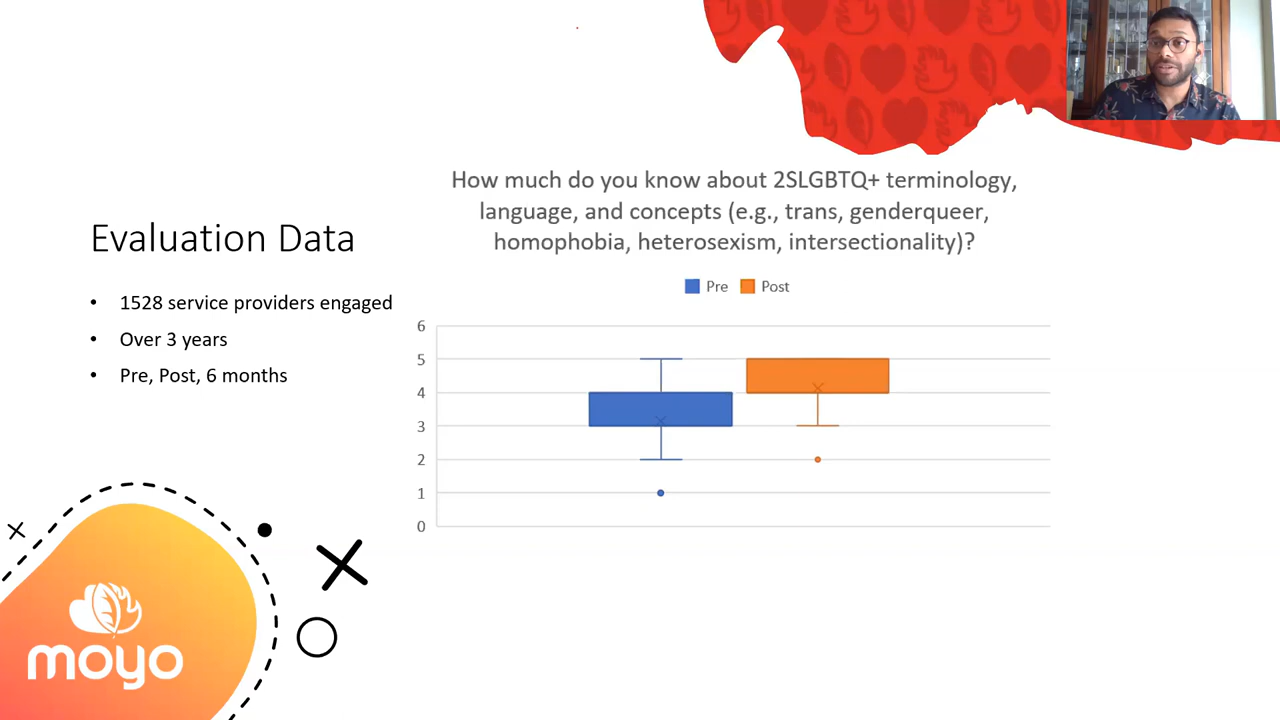 How much do you know about 2SLGBTQ+ terminology,
language, and concepts (e.g., trans, genderqueer,
homophobia, heterosexism, intersectionality)?
Evaluation Data
• 1528 service providers engaged
• Over 3 years
• Pre, Post, 6 months
Pre Post
6
5
4
3
2
1
0
moyo